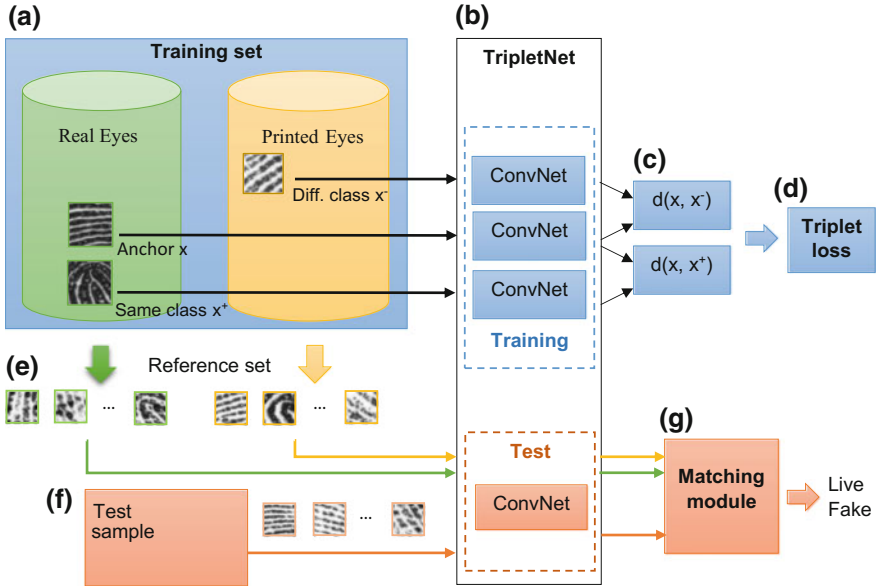 (a)
Training set
Real Eyes
Printed Eyes
Diff. class x⁻
Anchor x
Same class x⁺
(b)
TripletNet
ConvNet
ConvNet
ConvNet
Training
(c)
d(x, x⁻)
d(x, x⁺)
(d)
Triplet
loss
(e)
Reference set
...
...
(f)
Test
sample
...
Test
ConvNet
(g)
Matching
module
Live
Fake